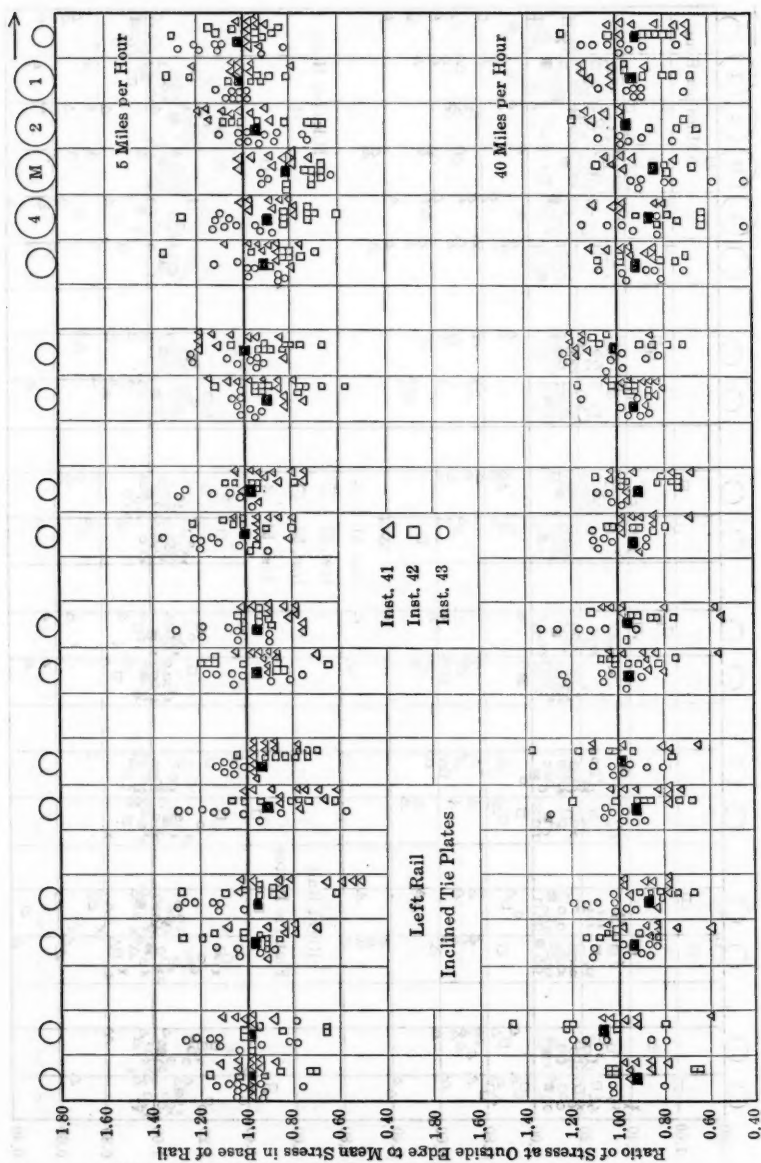 1 2 M 4
5 Miles per Hour
1.80
1.60
1.40
1.20
1.00
0.80
0.60
0.40
Inst. 41
Inst. 42
Inst. 43
Left Rail
Inclined Tie Plates
40 Miles per Hour
1.80
1.60
1.40
1.20
1.00
0.80
0.60
0.40
Ratio of Stress at Outside Edge to Mean Stress in Base of Rail